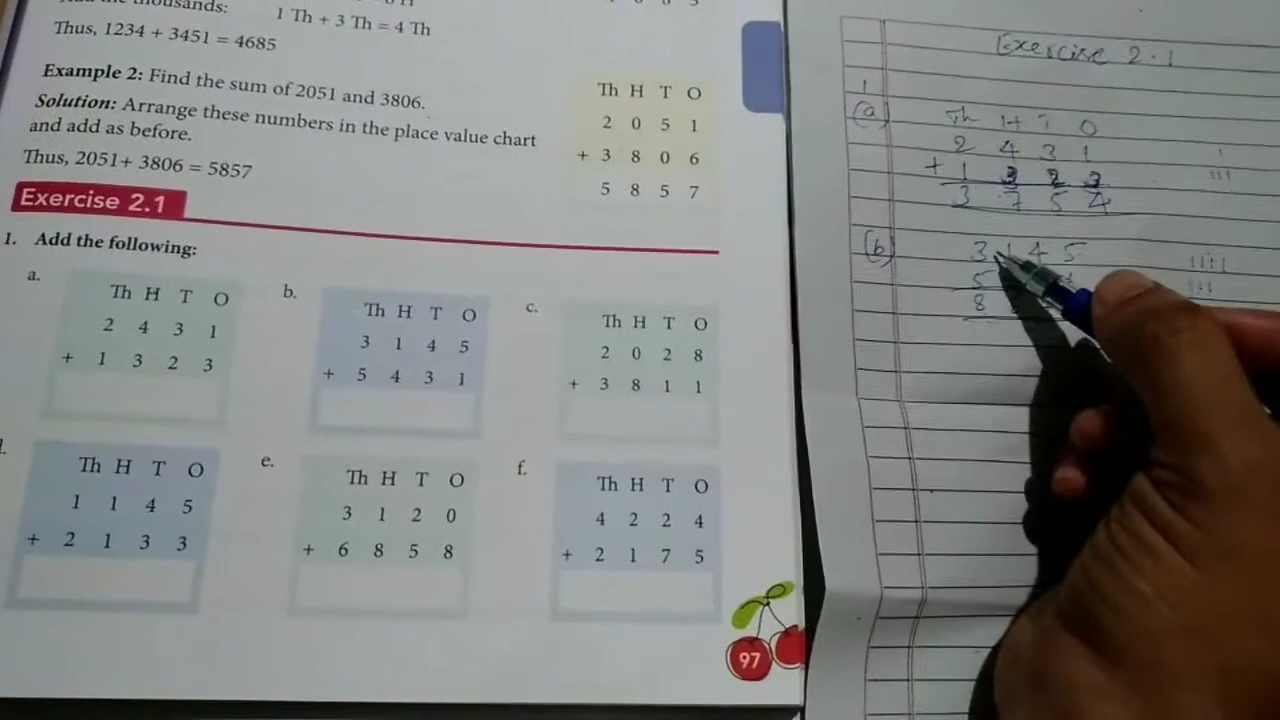 thousands:
1 Th + 3 Th = 4 Th
Thus, 1234 + 3451 = 4685
Example 2: Find the sum of 2051 and 3806.
Solution: Arrange these numbers in the place value chart
and add as before.
Thus, 2051+ 3806 = 5857
Th H T O
2 0 5 1
+ 3 8 0 6
5 8 5 7
Exercise 2.1
1. Add the following:
a.
Th H T O
2 4 3 1
+ 1 3 2 3
b.
Th H T O
3 1 4 5
+ 5 4 3 1
c.
Th H T O
2 0 2 8
+ 3 8 1 1
Th H T O
1 1 4 5
+ 2 1 3 3
e.
Th H T O
3 1 2 0
+ 6 8 5 8
f.
Th H T O
4 2 2 4
+ 2 1 7 5
97
Exercise 2.1
1
(a)
Th H T O
2 4 3 1
+ 1 3 2 3
3 7 5 4
(b)
3 1 4 5
5
8